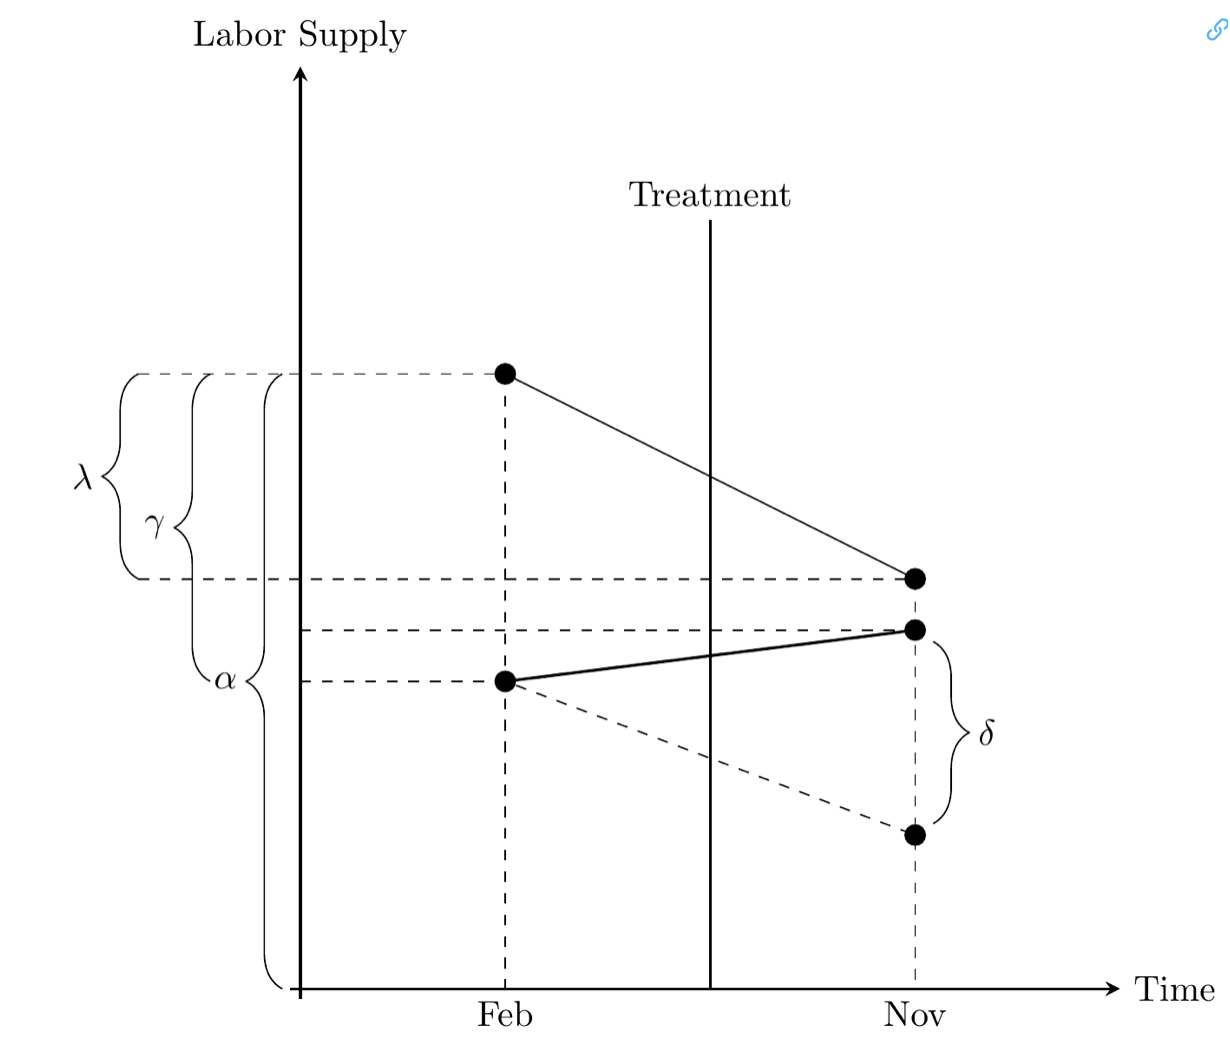 Labor Supply
Treatment
λ
γ
α
δ
Time
Feb
Nov